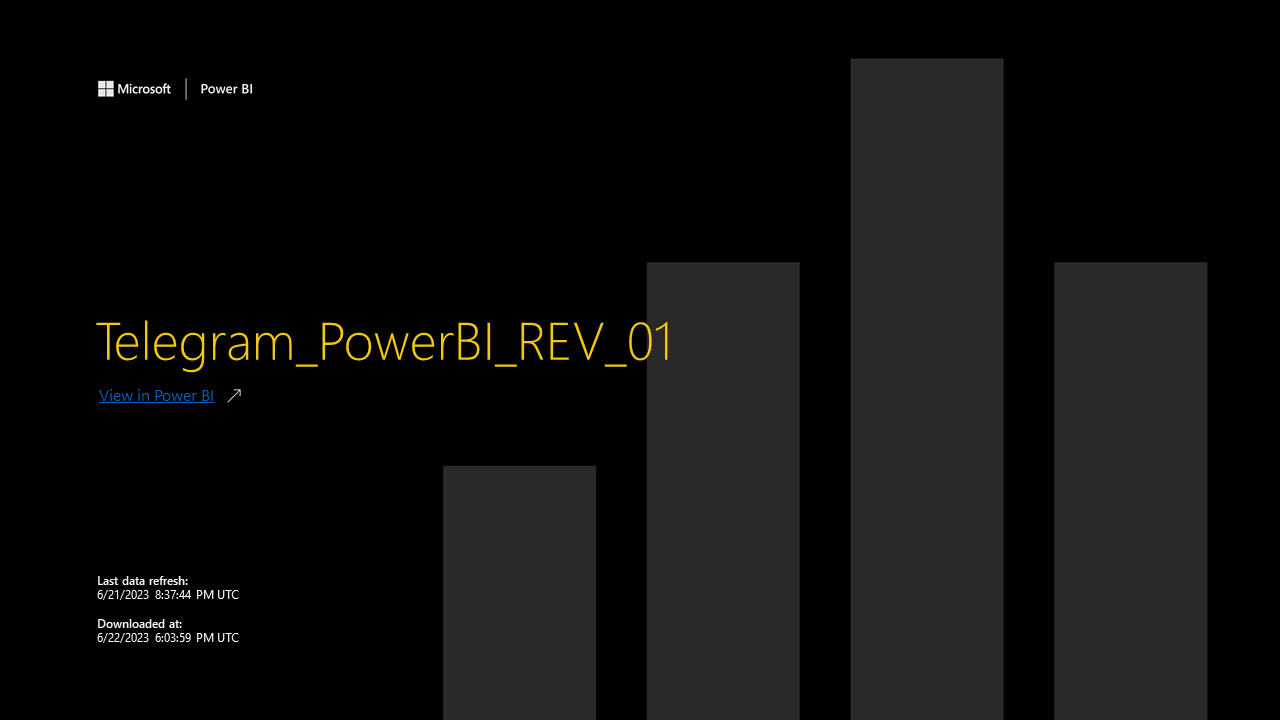 Microsoft | Power BI
Telegram_PowerBI_REV_01
View in Power BI
Last data refresh:
6/21/2023 8:37:44 PM UTC
Downloaded at:
6/22/2023 6:03:59 PM UTC